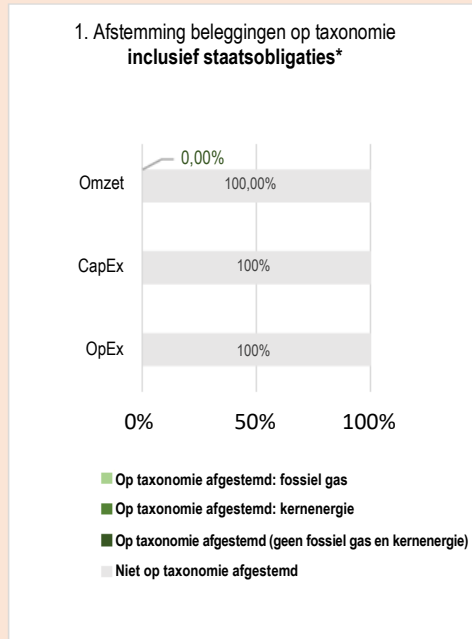 1. Afstemming beleggingen op taxonomie
inclusief staatsobligaties*
0,00%
Omzet
100,00%
CapEx
100%
OpEx
100%
0%
50%
100%
Op taxonomie afgestemd: fossiel gas
Op taxonomie afgestemd: kernenergie
Op taxonomie afgestemd (geen fossiel gas en kernenergie)
Niet op taxonomie afgestemd